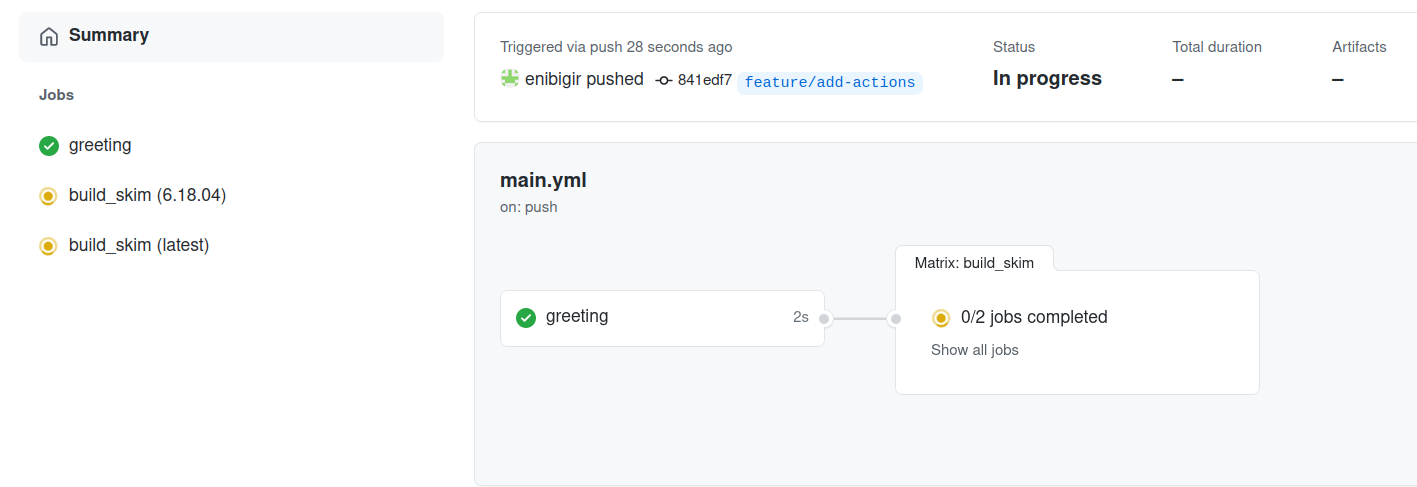 Summary
Jobs
greeting
build_skim (6.18.04)
build_skim (latest)
Triggered via push 28 seconds ago
enibigir pushed 841edf7 feature/add-actions
Status
In progress
Total duration
–
Artifacts
–
main.yml
on: push
greeting 2s
Matrix: build_skim
0/2 jobs completed
Show all jobs